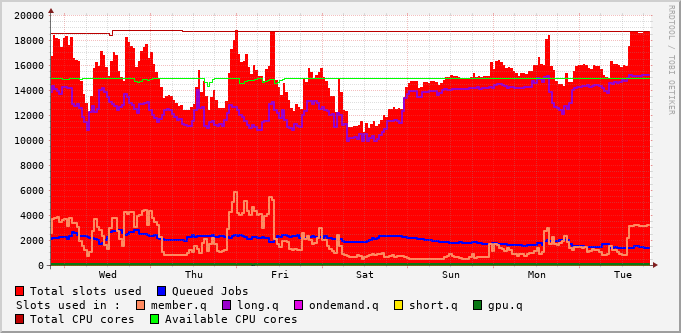 20000
18000
16000
14000
12000
10000
8000
6000
4000
2000
0
Wed Thu Fri Sat Sun Mon Tue
RRDTOOL / TOBI OETIKER
Total slots used Queued Jobs
Slots used in : member.q long.q ondemand.q short.q gpu.q
Total CPU cores Available CPU cores